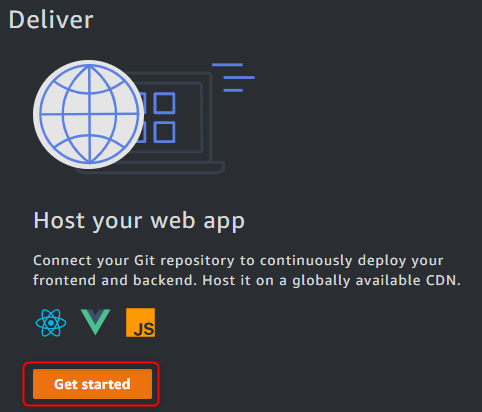 Deliver
Host your web app
Connect your Git repository to continuously deploy your
frontend and backend. Host it on a globally available CDN.
JS
Get started